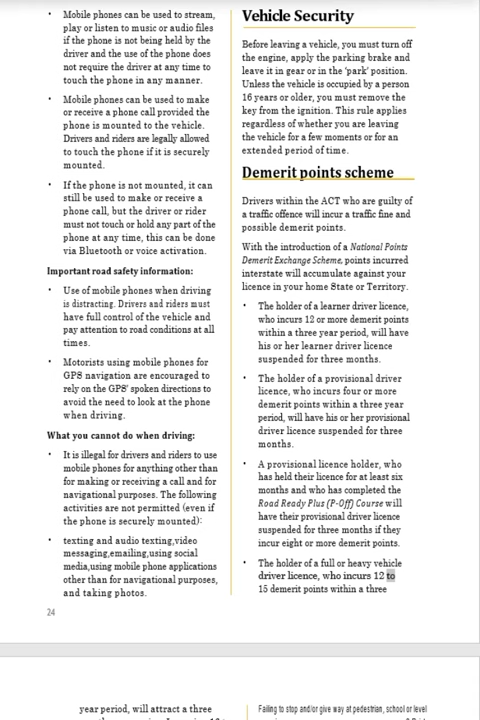 • Mobile phones can be used to stream,
play or listen to music or audio files
if the phone is not being held by the
driver and the use of the phone does
not require the driver at any time to
touch the phone in any manner.
• Mobile phones can be used to make
or receive a phone call provided the
phone is mounted to the vehicle.
Drivers and riders are legally allowed
to touch the phone if it is securely
mounted.
• If the phone is not mounted, it can
still be used to make or receive a
phone call, but the driver or rider
must not touch or hold any part of the
phone at any time, this can be done
via Bluetooth or voice activation.
Important road safety information:
• Use of mobile phones when driving
is distracting. Drivers and riders must
have full control of the vehicle and
pay attention to road conditions at all
times.
• Motorists using mobile phones for
GPS navigation are encouraged to
rely on the GPS' spoken directions to
avoid the need to look at the phone
when driving.
What you cannot do when driving:
• It is illegal for drivers and riders to use
mobile phones for anything other than
for making or receiving a call and for
navigational purposes. The following
activities are not permitted (even if
the phone is securely mounted):
• texting and audio texting,video
messaging,emailing,using social
media,using mobile phone applications
other than for navigational purposes,
and taking photos.
24
Vehicle Security
Before leaving a vehicle, you must turn off
the engine, apply the parking brake and
leave it in gear or in the 'park' position.
Unless the vehicle is occupied by a person
16 years or older, you must remove the
key from the ignition. This rule applies
regardless of whether you are leaving
the vehicle for a few moments or for an
extended period of time.
Demerit points scheme
Drivers within the ACT who are guilty of
a traffic offence will incur a traffic fine and
possible demerit points.
With the introduction of a National Points
Demerit Exchange Scheme, points incurred
interstate will accumulate against your
licence in your home State or Territory.
• The holder of a learner driver licence,
who incurs 12 or more demerit points
within a three year period, will have
his or her learner driver licence
suspended for three months.
• The holder of a provisional driver
licence, who incurs four or more
demerit points within a three year
period, will have his or her provisional
driver licence suspended for three
months.
• A provisional licence holder, who
has held their licence for at least six
months and who has completed the
Road Ready Plus (P-Off) Course will
have their provisional driver licence
suspended for three months if they
incur eight or more demerit points.
• The holder of a full or heavy vehicle
driver licence, who incurs 12 to
15 demerit points within a three
year period, will attract a three
Failing to stop and/or give way at pedestrian, school or level